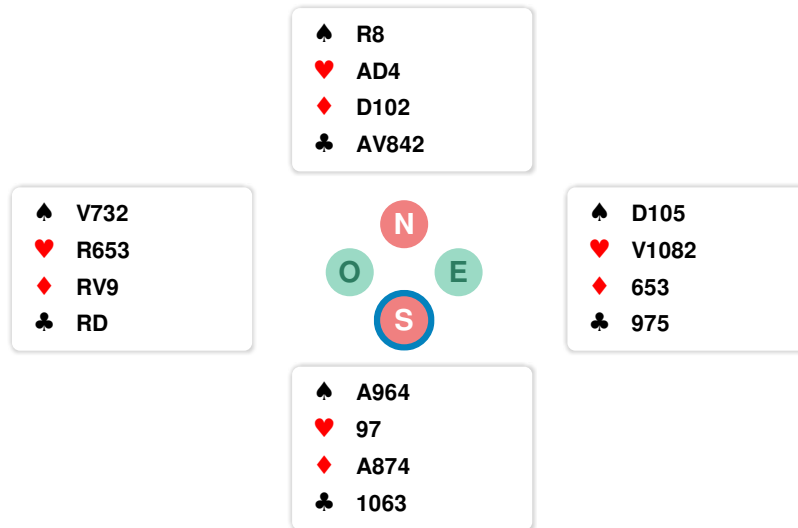 ♠ R8
♥ AD4
♦ D102
♣ AV842
♠ V732
♥ R653
♦ RV9
♣ RD
N
O E
S
♠ D105
♥ V1082
♦ 653
♣ 975
♠ A964
♥ 97
♦ A874
♣ 1063